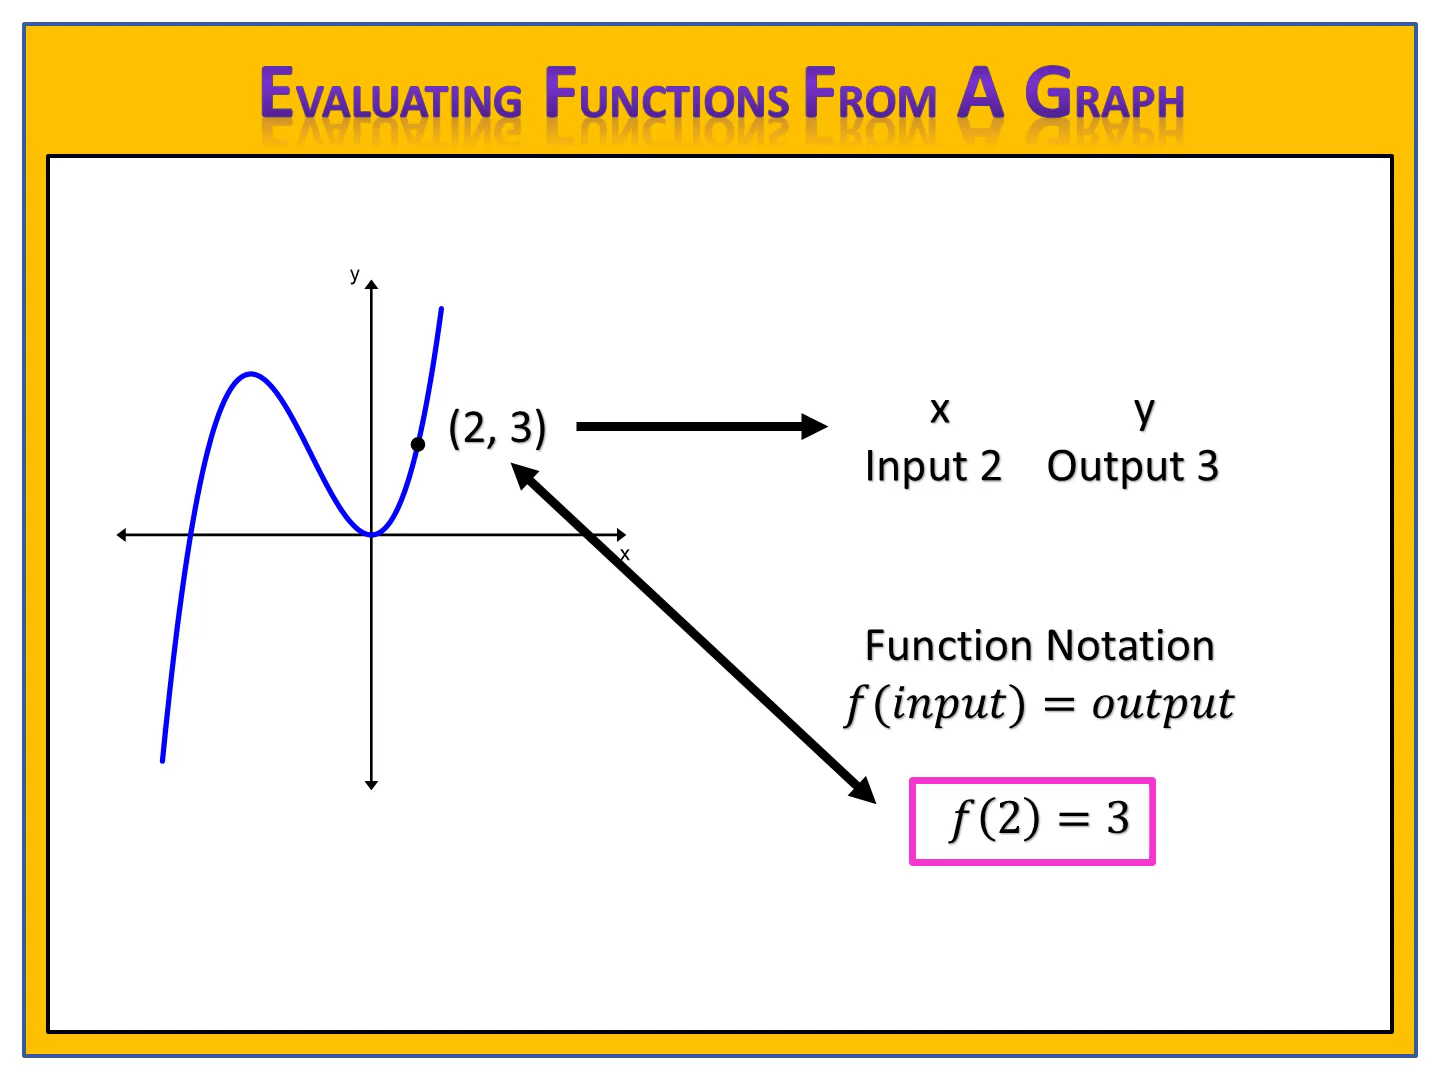 Evaluating Functions From A Graph
y
(2, 3)
x y
Input 2 Output 3
x
Function Notation
f(input) = output
f(2) = 3